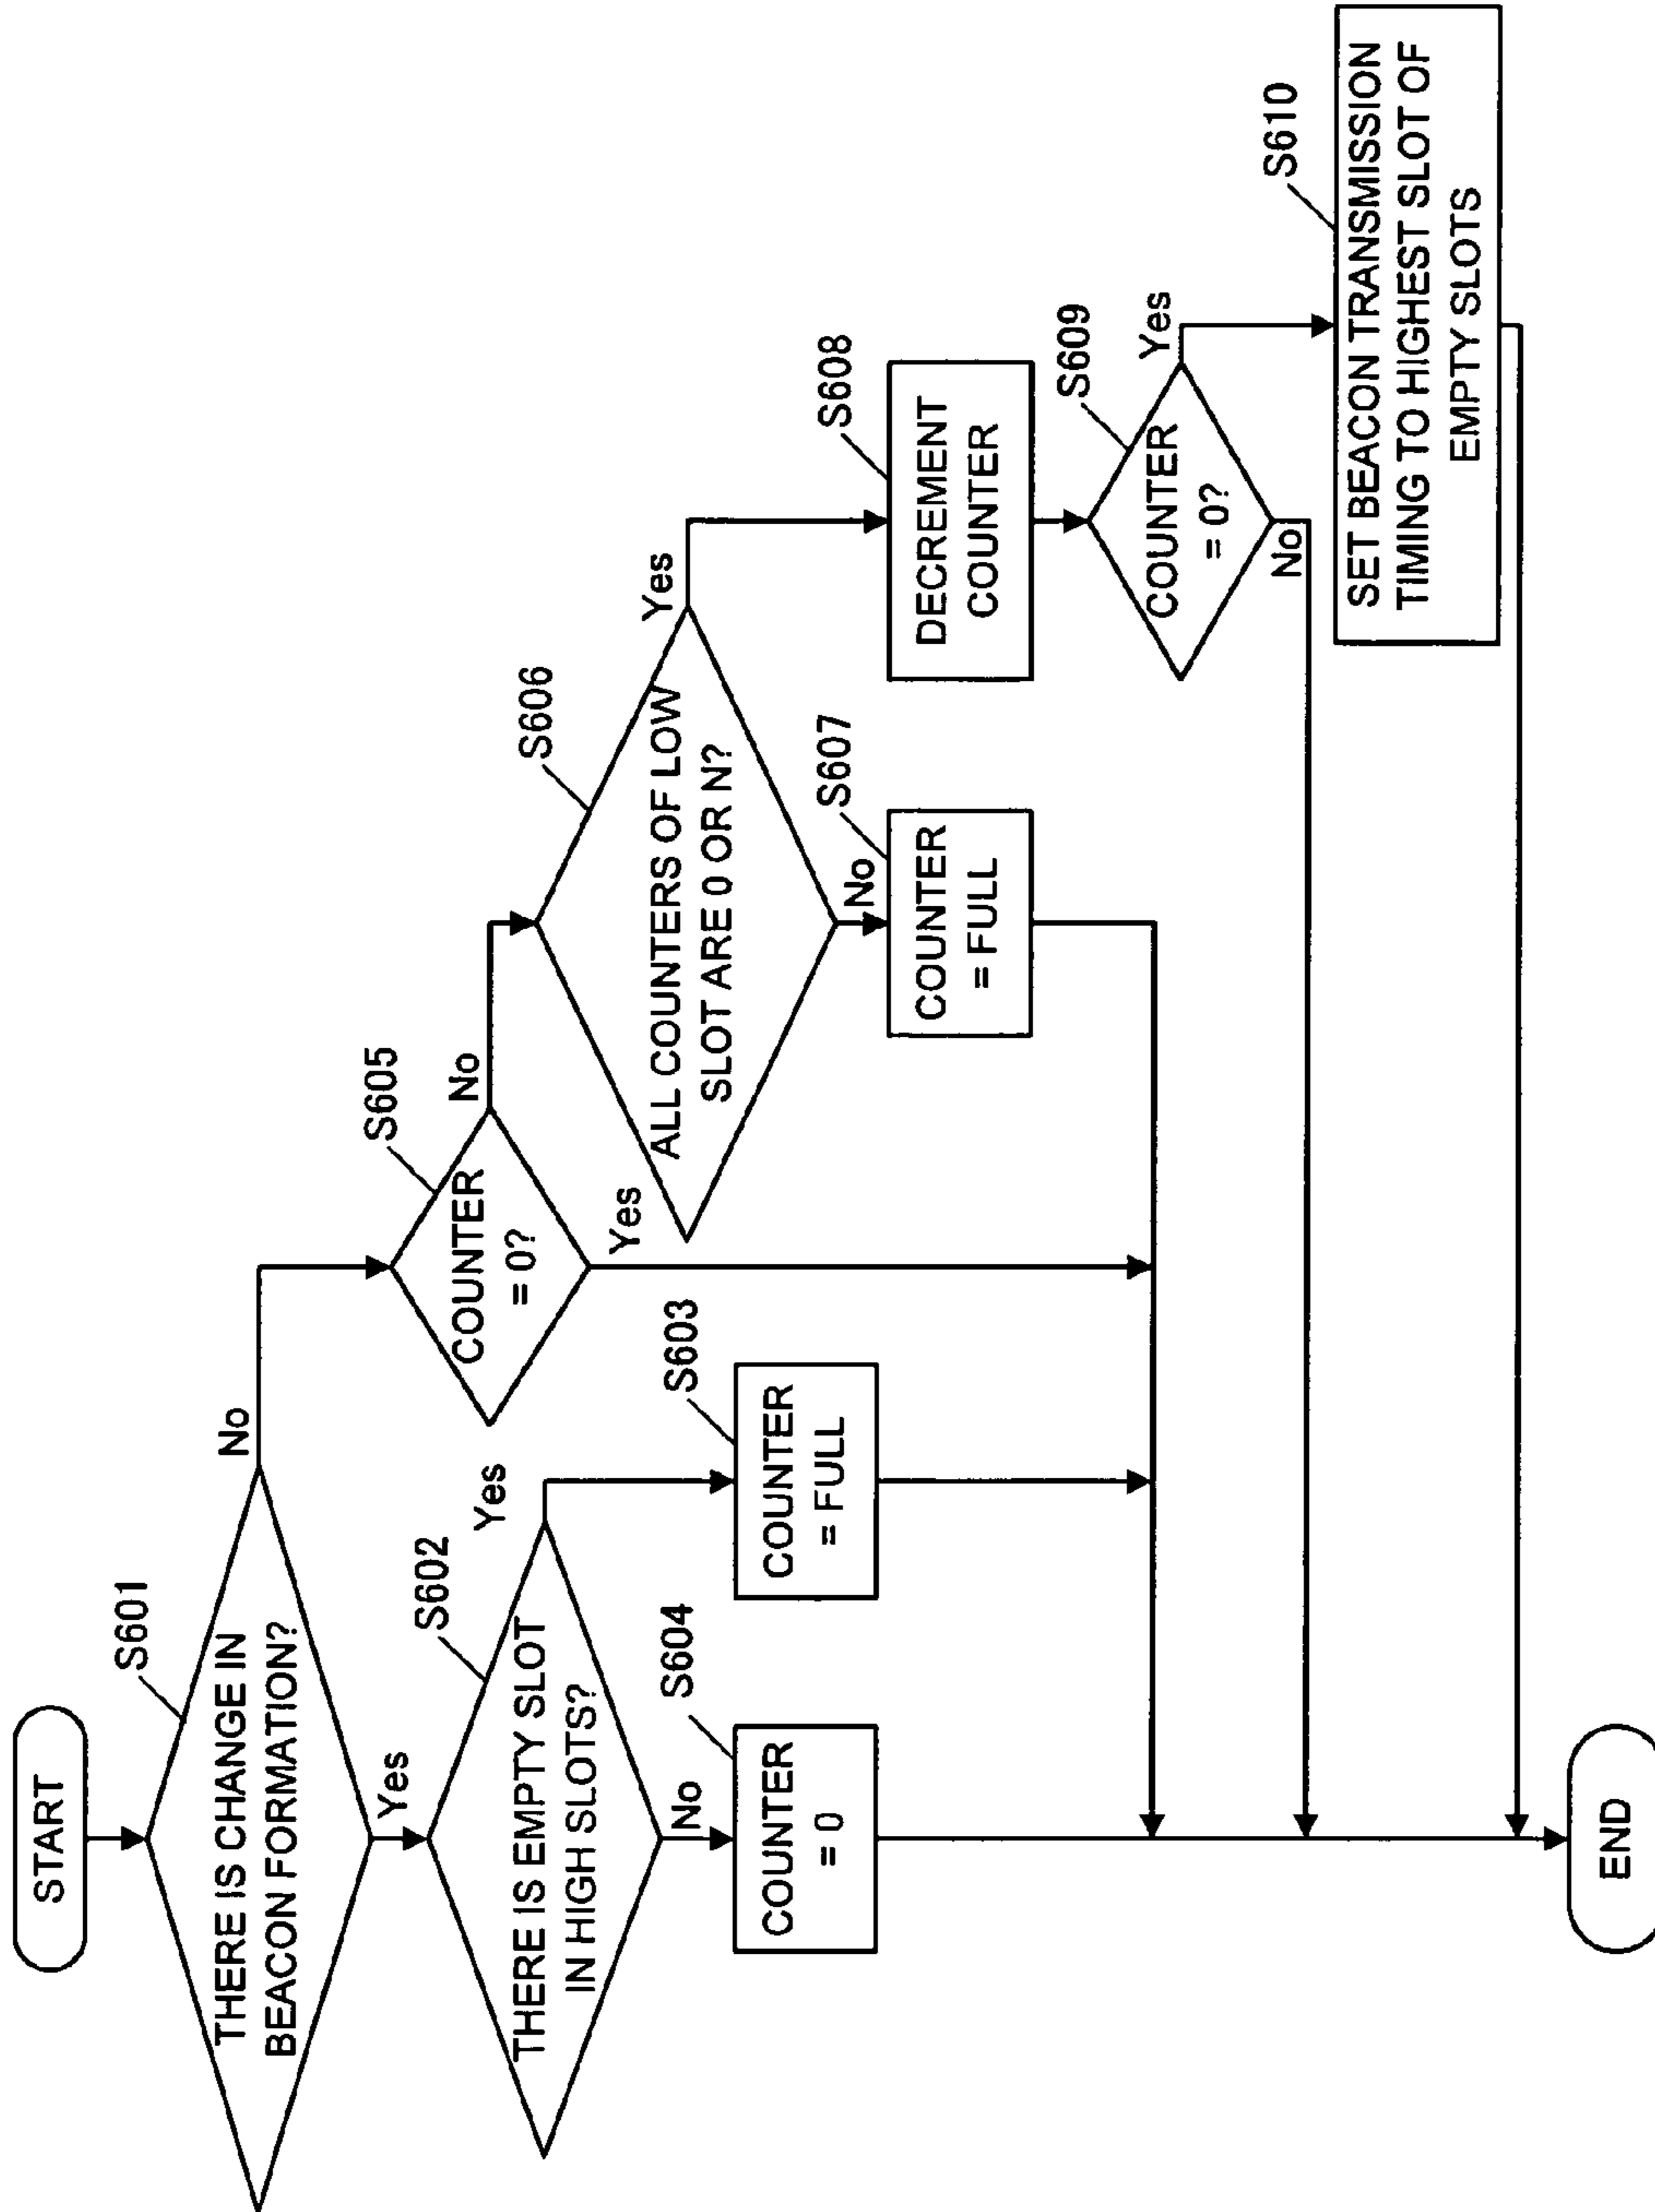 START
S601
THERE IS CHANGE IN
BEACON FORMATION?
No
Yes
S602
THERE IS EMPTY SLOT
IN HIGH SLOTS?
Yes
No
S603
COUNTER
= FULL
S604
COUNTER
= 0
S605
COUNTER
= 0?
No
Yes
S606
ALL COUNTERS OF LOW
SLOT ARE 0 OR N?
Yes
No
S607
COUNTER
= FULL
S608
DECREMENT
COUNTER
S609
COUNTER
= 0?
Yes
No
S610
SET BEACON TRANSMISSION
TIMING TO HIGHEST SLOT OF
EMPTY SLOTS
END